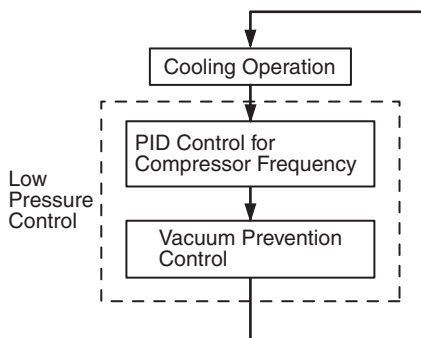 Cooling Operation
PID Control for
Compressor Frequency
Low
Pressure
Control
Vacuum Prevention
Control